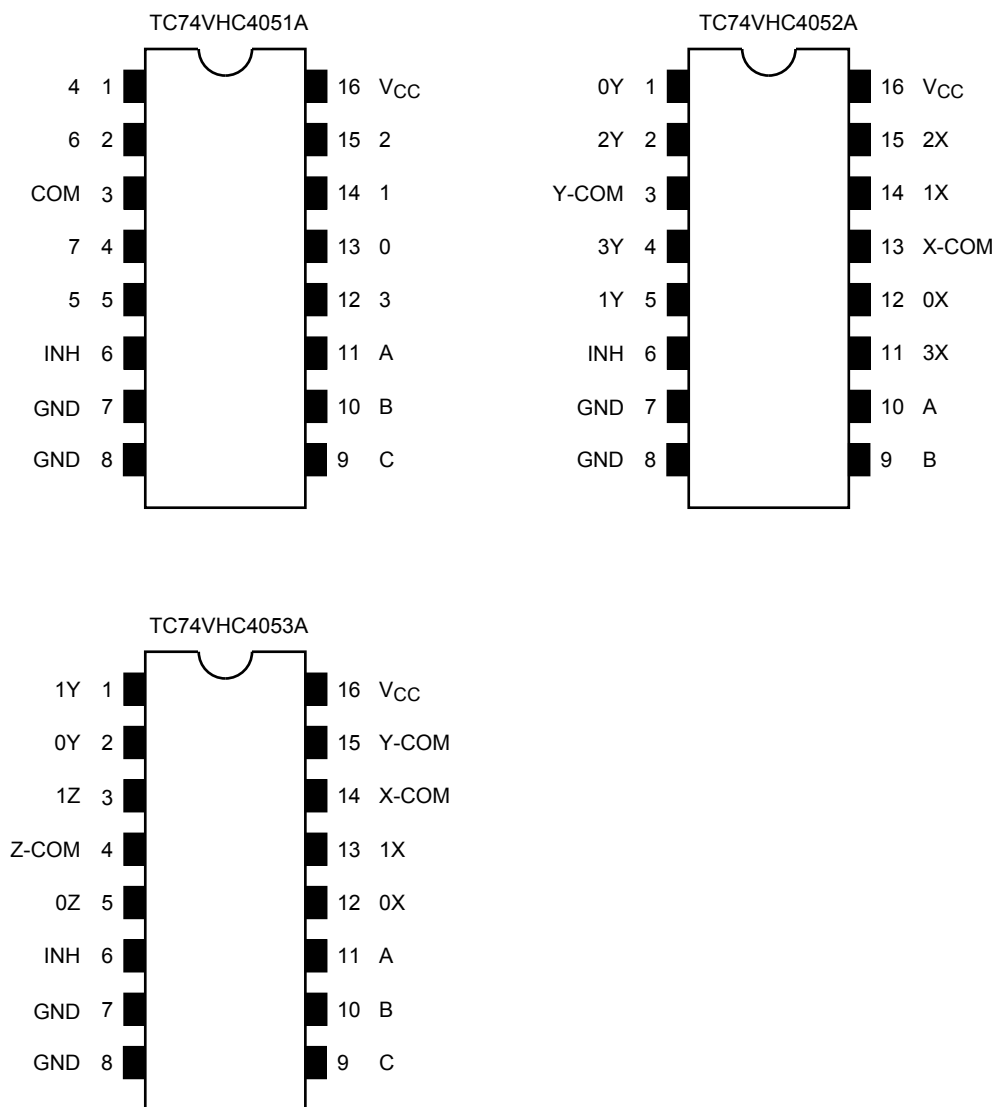 TC74VHC4051A
4 1 16 VCC
6 2 15 2
COM 3 14 1
7 4 13 0
5 5 12 3
INH 6 11 A
GND 7 10 B
GND 8 9 C
TC74VHC4052A
0Y 1 16 VCC
2Y 2 15 2X
Y-COM 3 14 1X
3Y 4 13 X-COM
1Y 5 12 0X
INH 6 11 3X
GND 7 10 A
GND 8 9 B
TC74VHC4053A
1Y 1 16 VCC
0Y 2 15 Y-COM
1Z 3 14 X-COM
Z-COM 4 13 1X
0Z 5 12 0X
INH 6 11 A
GND 7 10 B
GND 8 9 C